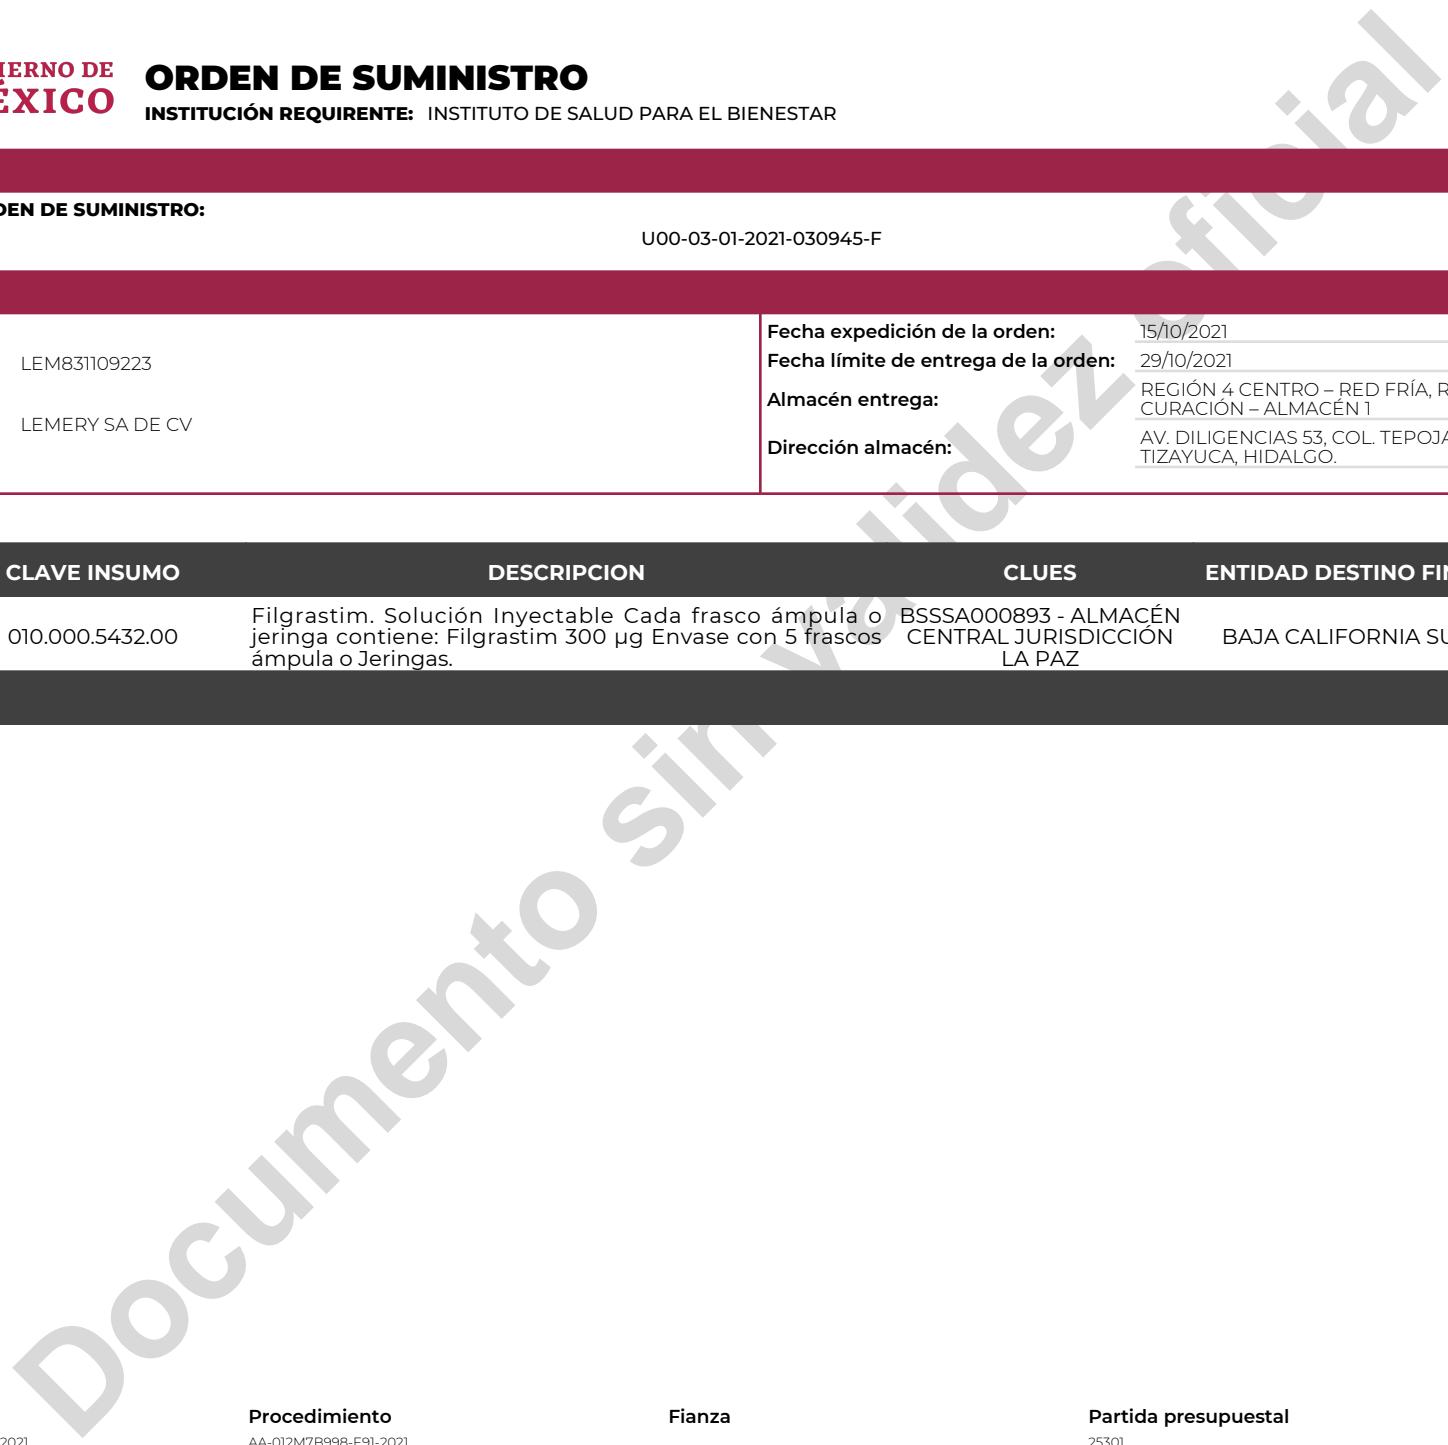 IERNO DE
ÉXICO
ORDEN DE SUMINISTRO
INSTITUCIÓN REQUIRENTE: INSTITUTO DE SALUD PARA EL BIENESTAR
DEN DE SUMINISTRO:
U00-03-01-2021-030945-F
LEM831109223
LEMERY SA DE CV
Fecha expedición de la orden: 15/10/2021
Fecha límite de entrega de la orden: 29/10/2021
Almacén entrega: REGIÓN 4 CENTRO – RED FRÍA, R
CURACIÓN – ALMACÉN 1
Dirección almacén: AV. DILIGENCIAS 53, COL. TEPOJA
TIZAYUCA, HIDALGO.
CLAVE INSUMO DESCRIPCION CLUES ENTIDAD DESTINO FIN
010.000.5432.00
Filgrastim. Solución Inyectable Cada frasco ámpula o
jeringa contiene: Filgrastim 300 µg Envase con 5 frascos
ámpula o Jeringas.
BSSSA000893 - ALMACÉN
CENTRAL JURISDICCIÓN
LA PAZ
BAJA CALIFORNIA SU
Documento sin validez oficial
Procedimiento Fianza Partida presupuestal
2021 AA-012M7B998-E91-2021 25301